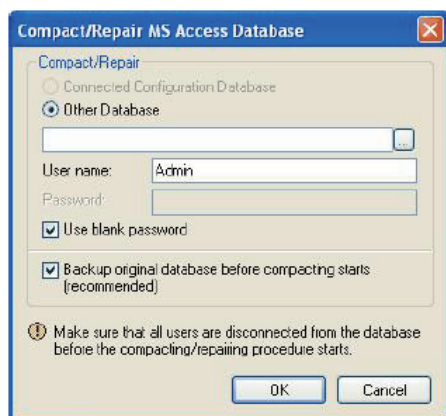 Compact/Repair MS Access Database
Compact/Repair
Connected Configuration Database
Other Database
...
User name: Admin
Password:
Use blank password
Backup original database before compacting starts
(recommended)
Make sure that all users are disconnected from the database
before the compacting/repairing procedure starts.
OK Cancel